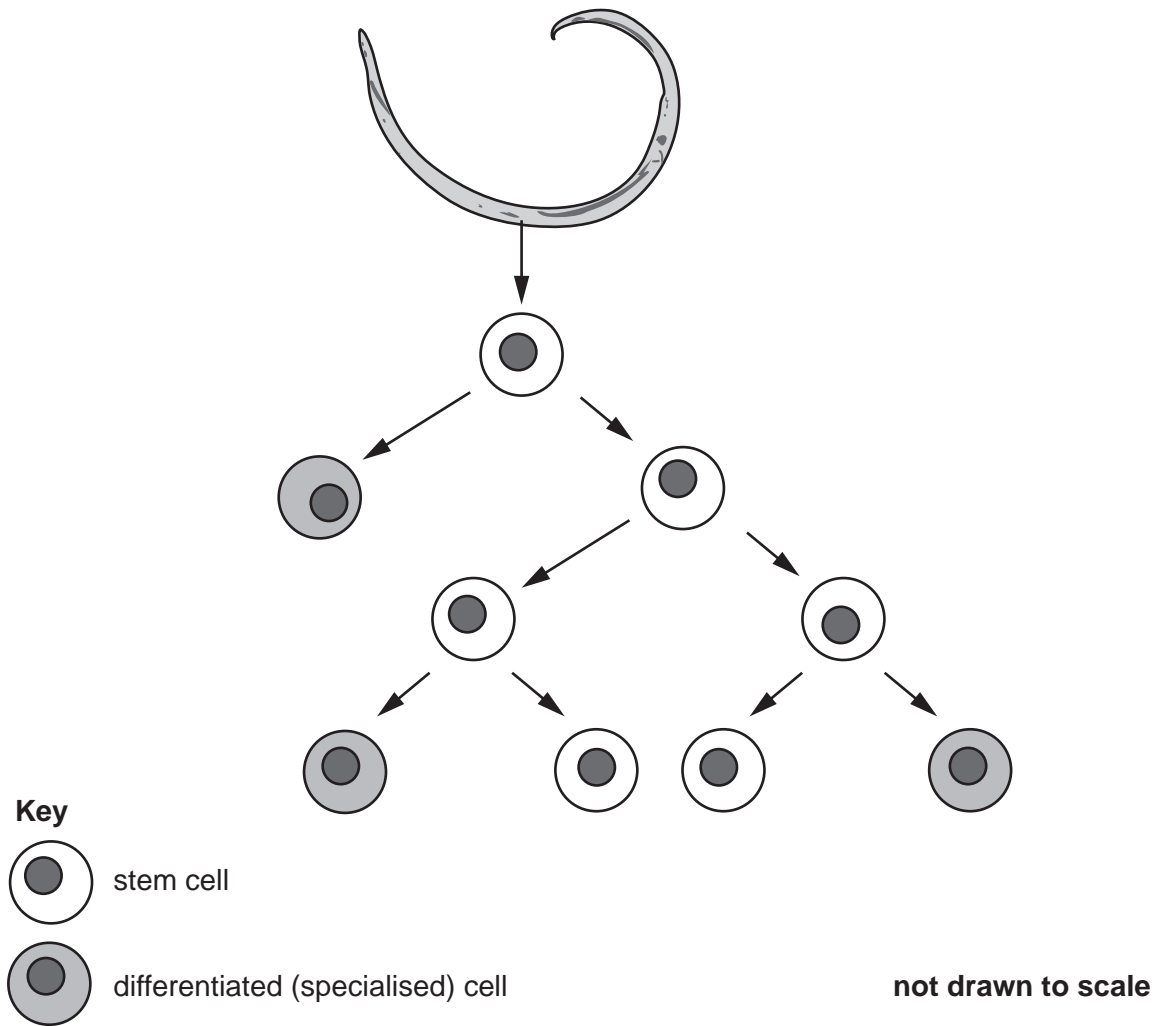 Key
stem cell
differentiated (specialised) cell
not drawn to scale